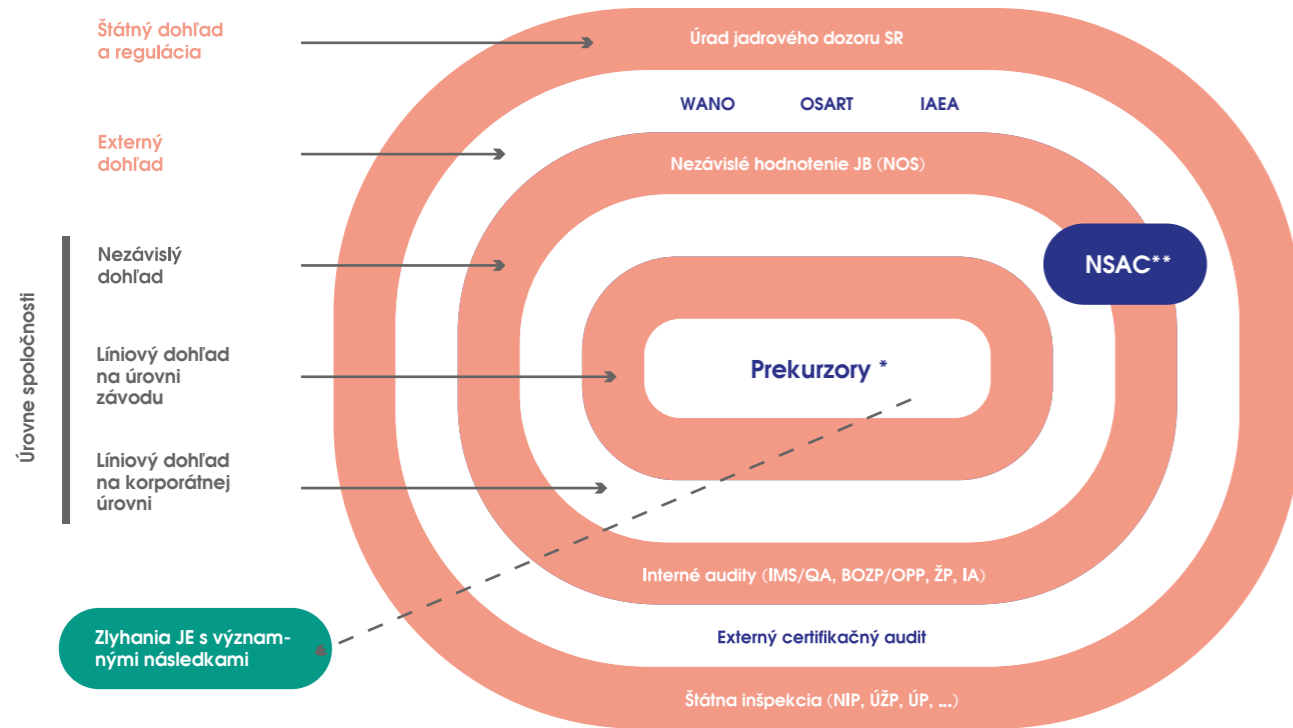 Štátny dohľad
a regulácia
Úrad jadrového dozoru SR
WANO OSART IAEA
Externý
dohľad
Nezávislé hodnotenie JB (NOS)
Úrovne spoločnosti
Nezávislý
dohľad
NSAC**
Líniový dohľad
na úrovni
závodu
Prekurzory *
Líniový dohľad
na korporátnej
úrovni
Interné audity (IMS/QA, BOZP/OPP, ŽP, IA)
Zlyhania JE s význam-
nými následkami
Externý certifikačný audit
Štátna inšpekcia (NIP, ÚŽP, ÚP, ...)